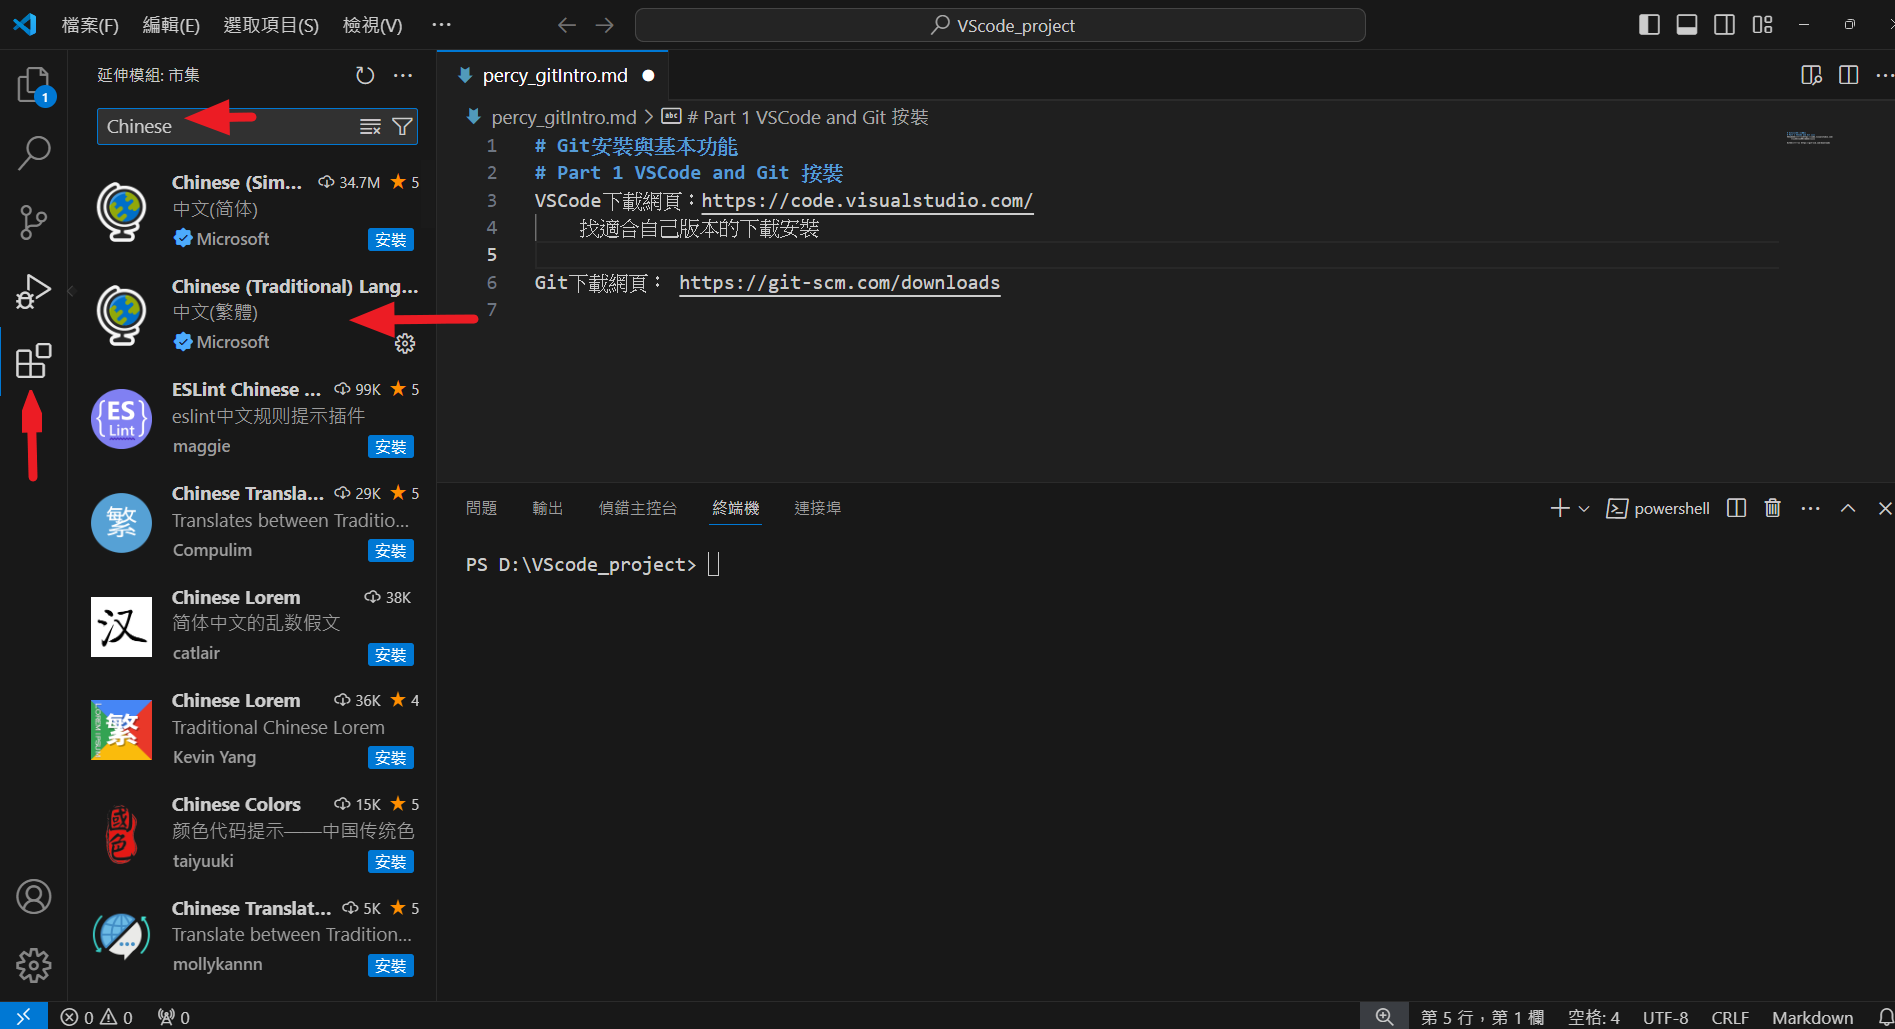 檔案(F) 編輯(E) 選取項目(S) 檢視(V) ··· VScode_project
延伸模組: 市集
Chinese
Chinese (Sim... 34.7M 5
中文(简体)
Microsoft 安裝
Chinese (Traditional) Lang...
中文(繁體)
Microsoft
ESLint Chinese ... 99K 5
eslint中文规则提示插件
maggie 安裝
Chinese Transla... 29K 5
Translates between Traditio...
Compulim 安裝
Chinese Lorem 38K
简体中文的乱数假文
catlair 安裝
Chinese Lorem 36K 4
Traditional Chinese Lorem
Kevin Yang 安裝
Chinese Colors 15K 5
颜色代码提示——中国传统色
taiyuuki 安裝
Chinese Translat... 5K 5
Translate between Tradition...
mollykannn 安裝
1
{ES
Lint}
繁
汉
繁
LOREM IPSUM
國色
percy_gitIntro.md
percy_gitIntro.md > # Part 1 VSCode and Git 按裝
1 # Git安裝與基本功能
2 # Part 1 VSCode and Git 按裝
3 VSCode下載網頁：https://code.visualstudio.com/
4 找適合自己版本的下載安裝
5
6 Git下載網頁： https://git-scm.com/downloads
7
問題 輸出 偵錯主控台 終端機 連接埠 powershell
PS D:\VScode_project>
0 0 0 第 5 行，第 1 欄 空格: 4 UTF-8 CRLF Markdown